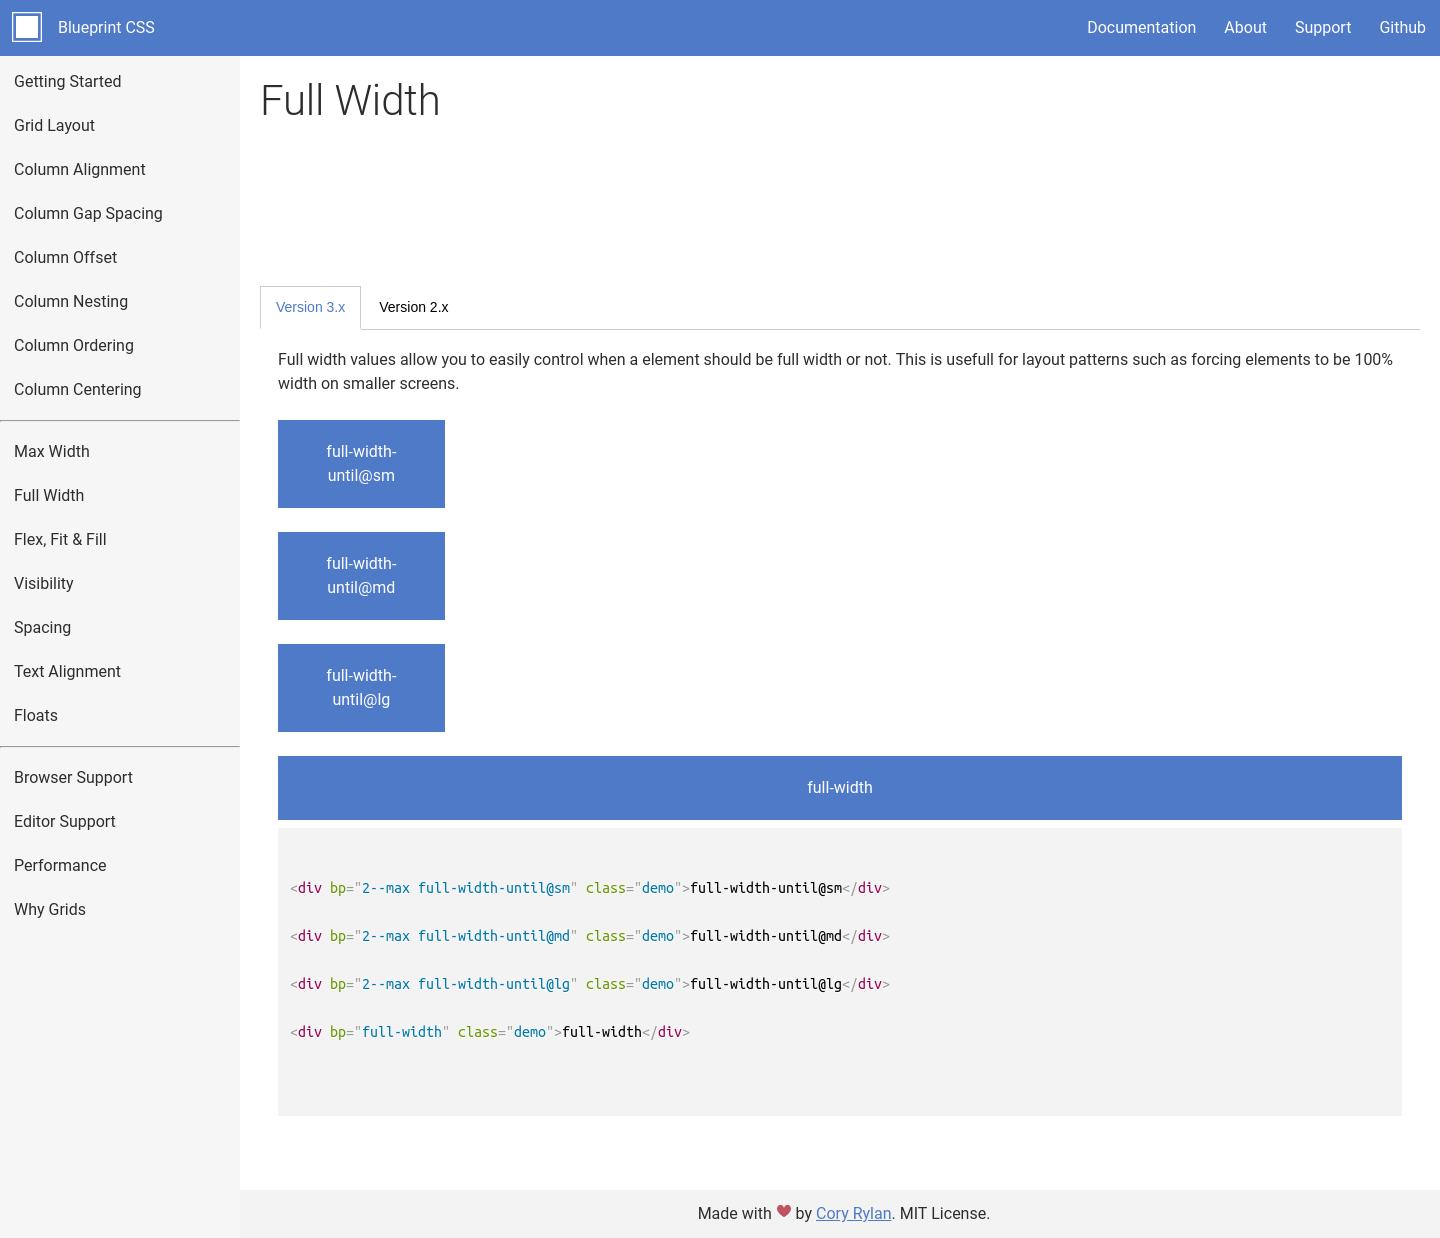 Blueprint CSS
Documentation
About
Support
Github
Getting Started
Grid Layout
Column Alignment
Column Gap Spacing
Column Offset
Column Nesting
Column Ordering
Column Centering
Max Width
Full Width
Flex, Fit & Fill
Visibility
Spacing
Text Alignment
Floats
Browser Support
Editor Support
Performance
Why Grids
Full Width
Version 3.x
Version 2.x
Full width values allow you to easily control when a element should be full width or not. This is usefull for layout patterns such as forcing elements to be 100%
width on smaller screens.
full-width-
until@sm
full-width-
until@md
full-width-
until@lg
full-width
<div bp="2--max full-width-until@sm" class="demo">full-width-until@sm</div>
<div bp="2--max full-width-until@md" class="demo">full-width-until@md</div>
<div bp="2--max full-width-until@lg" class="demo">full-width-until@lg</div>
<div bp="full-width" class="demo">full-width</div>
Made with ❤ by Cory Rylan. MIT License.